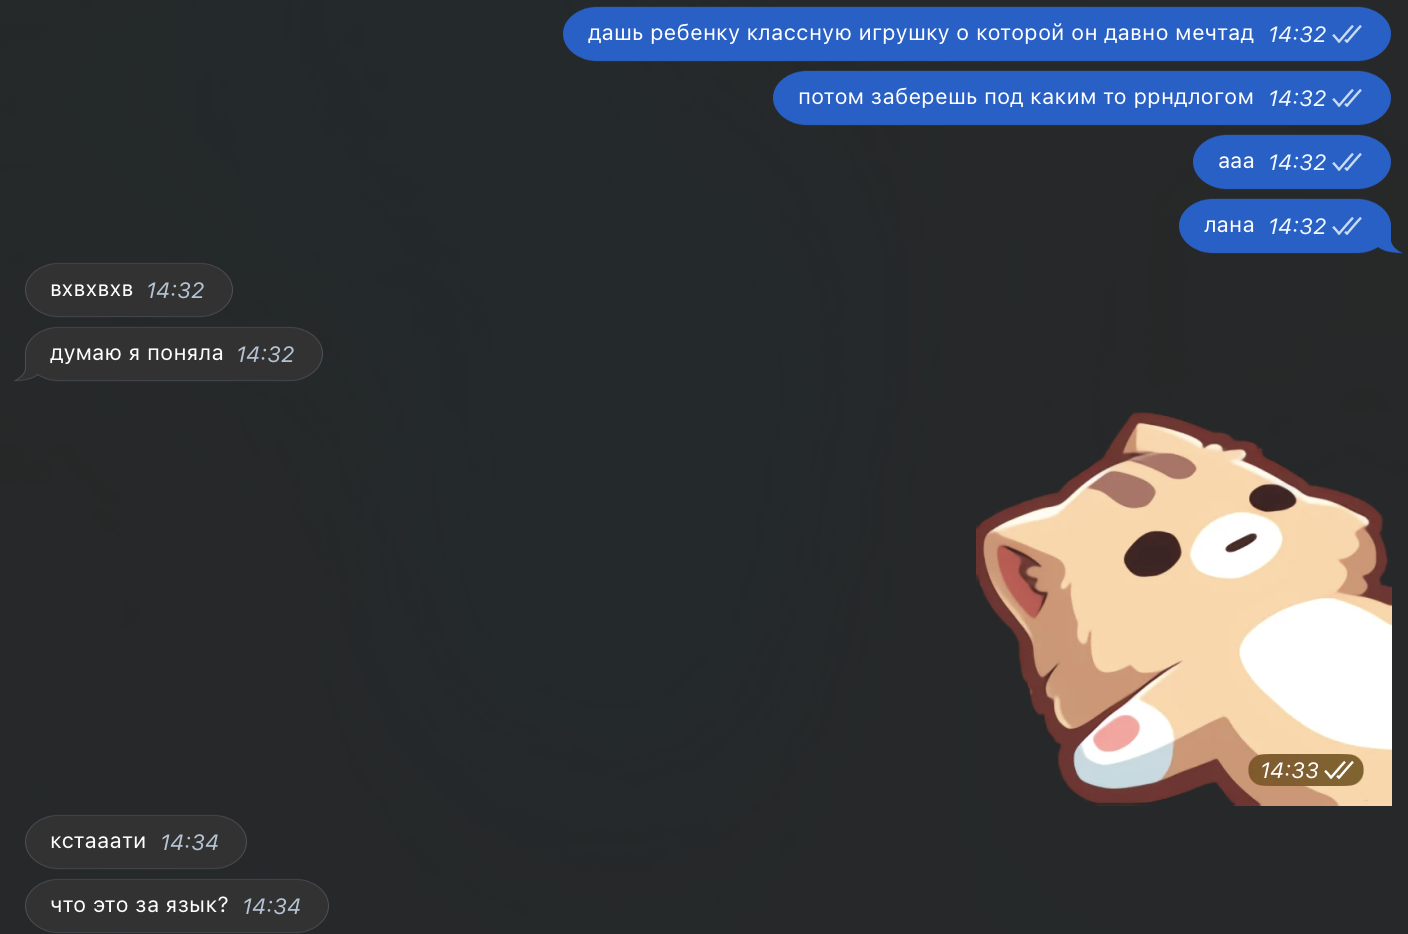 дашь ребенку классную игрушку о которой он давно мечтад 14:32
потом заберешь под каким то ррндлогом 14:32
ааа 14:32
лана 14:32
вхвхвхв 14:32
думаю я поняла 14:32
14:33
кстааати 14:34
что это за язык? 14:34